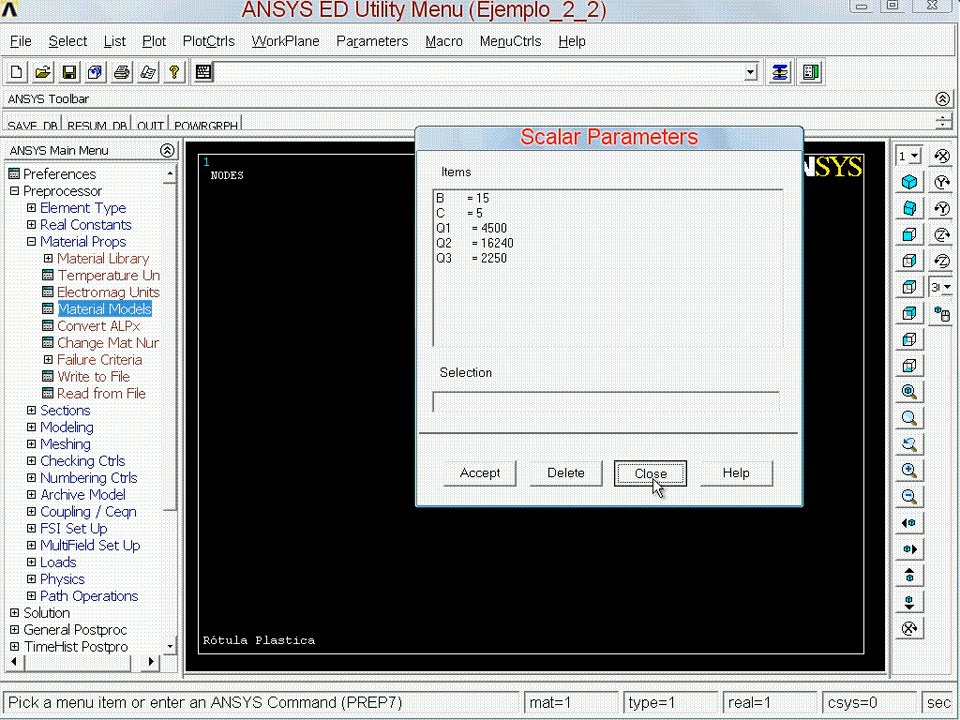 ANSYS ED Utility Menu (Ejemplo_2_2)
File Select List Plot PlotCtrls WorkPlane Parameters Macro MenuCtrls Help
ANSYS Toolbar
SAVE_DB RESUM_DB QUIT POWRGRPH
ANSYS Main Menu
Preferences
Preprocessor
Element Type
Real Constants
Material Props
Material Library
Temperature Un
Electromag Units
Material Models
Convert ALPx
Change Mat Nur
Failure Criteria
Write to File
Read from File
Sections
Modeling
Meshing
Checking Ctrls
Numbering Ctrls
Archive Model
Coupling / Ceqn
FSI Set Up
MultiField Set Up
Loads
Physics
Path Operations
Solution
General Postproc
TimeHist Postpro
1
NODES
NSYS
Rótula Plastica
Scalar Parameters
Items
B = 15
C = 5
Q1 = 4500
Q2 = 16240
Q3 = 2250
Selection
Accept Delete Close Help
1
Pick a menu item or enter an ANSYS Command (PREP7) mat=1 type=1 real=1 csys=0 sec